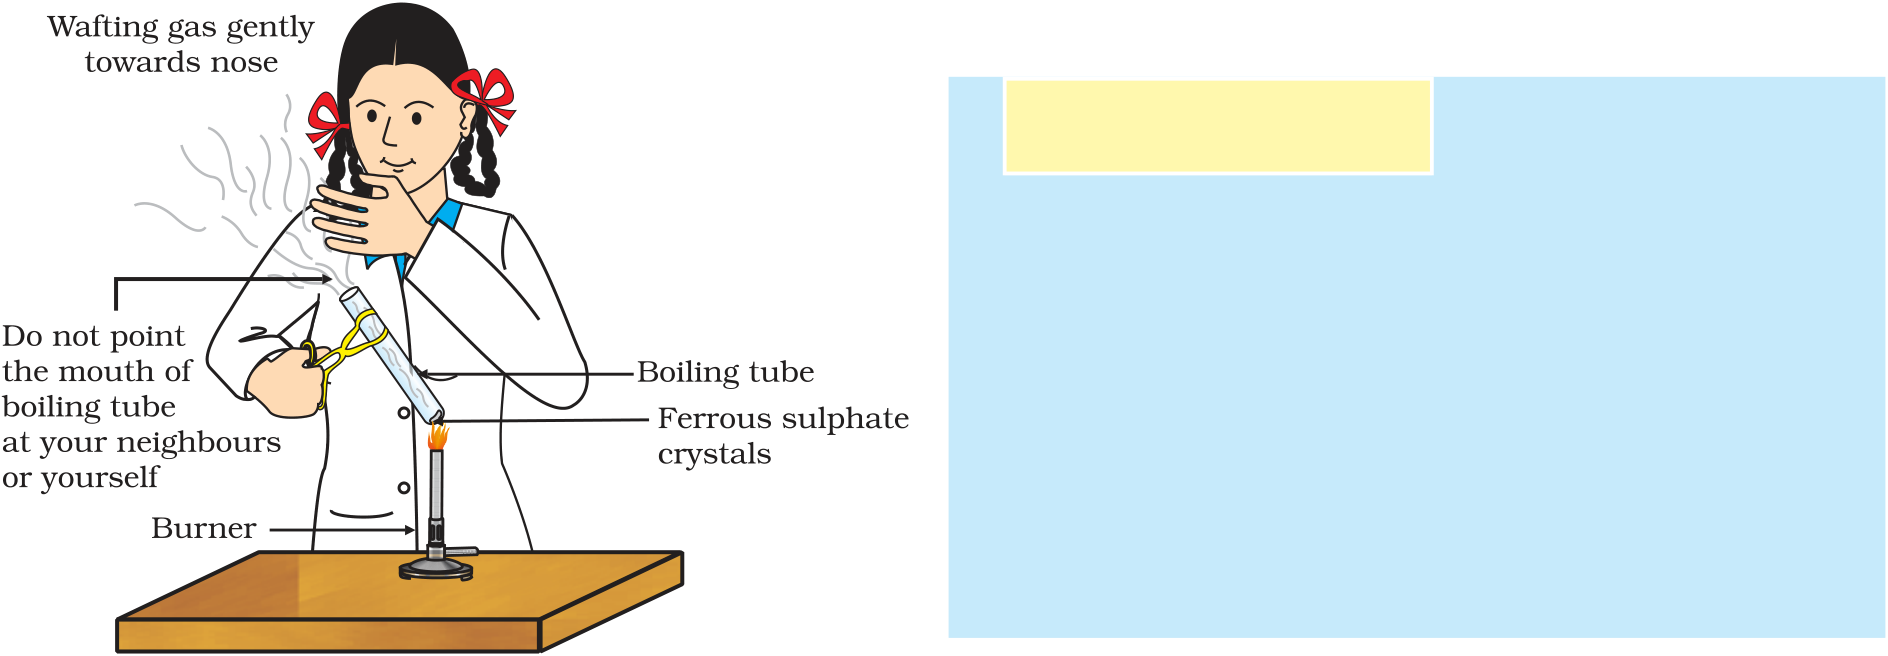 Wafting gas gently
towards nose
Do not point
the mouth of
boiling tube
at your neighbours
or yourself
Boiling tube
Ferrous sulphate
crystals
Burner